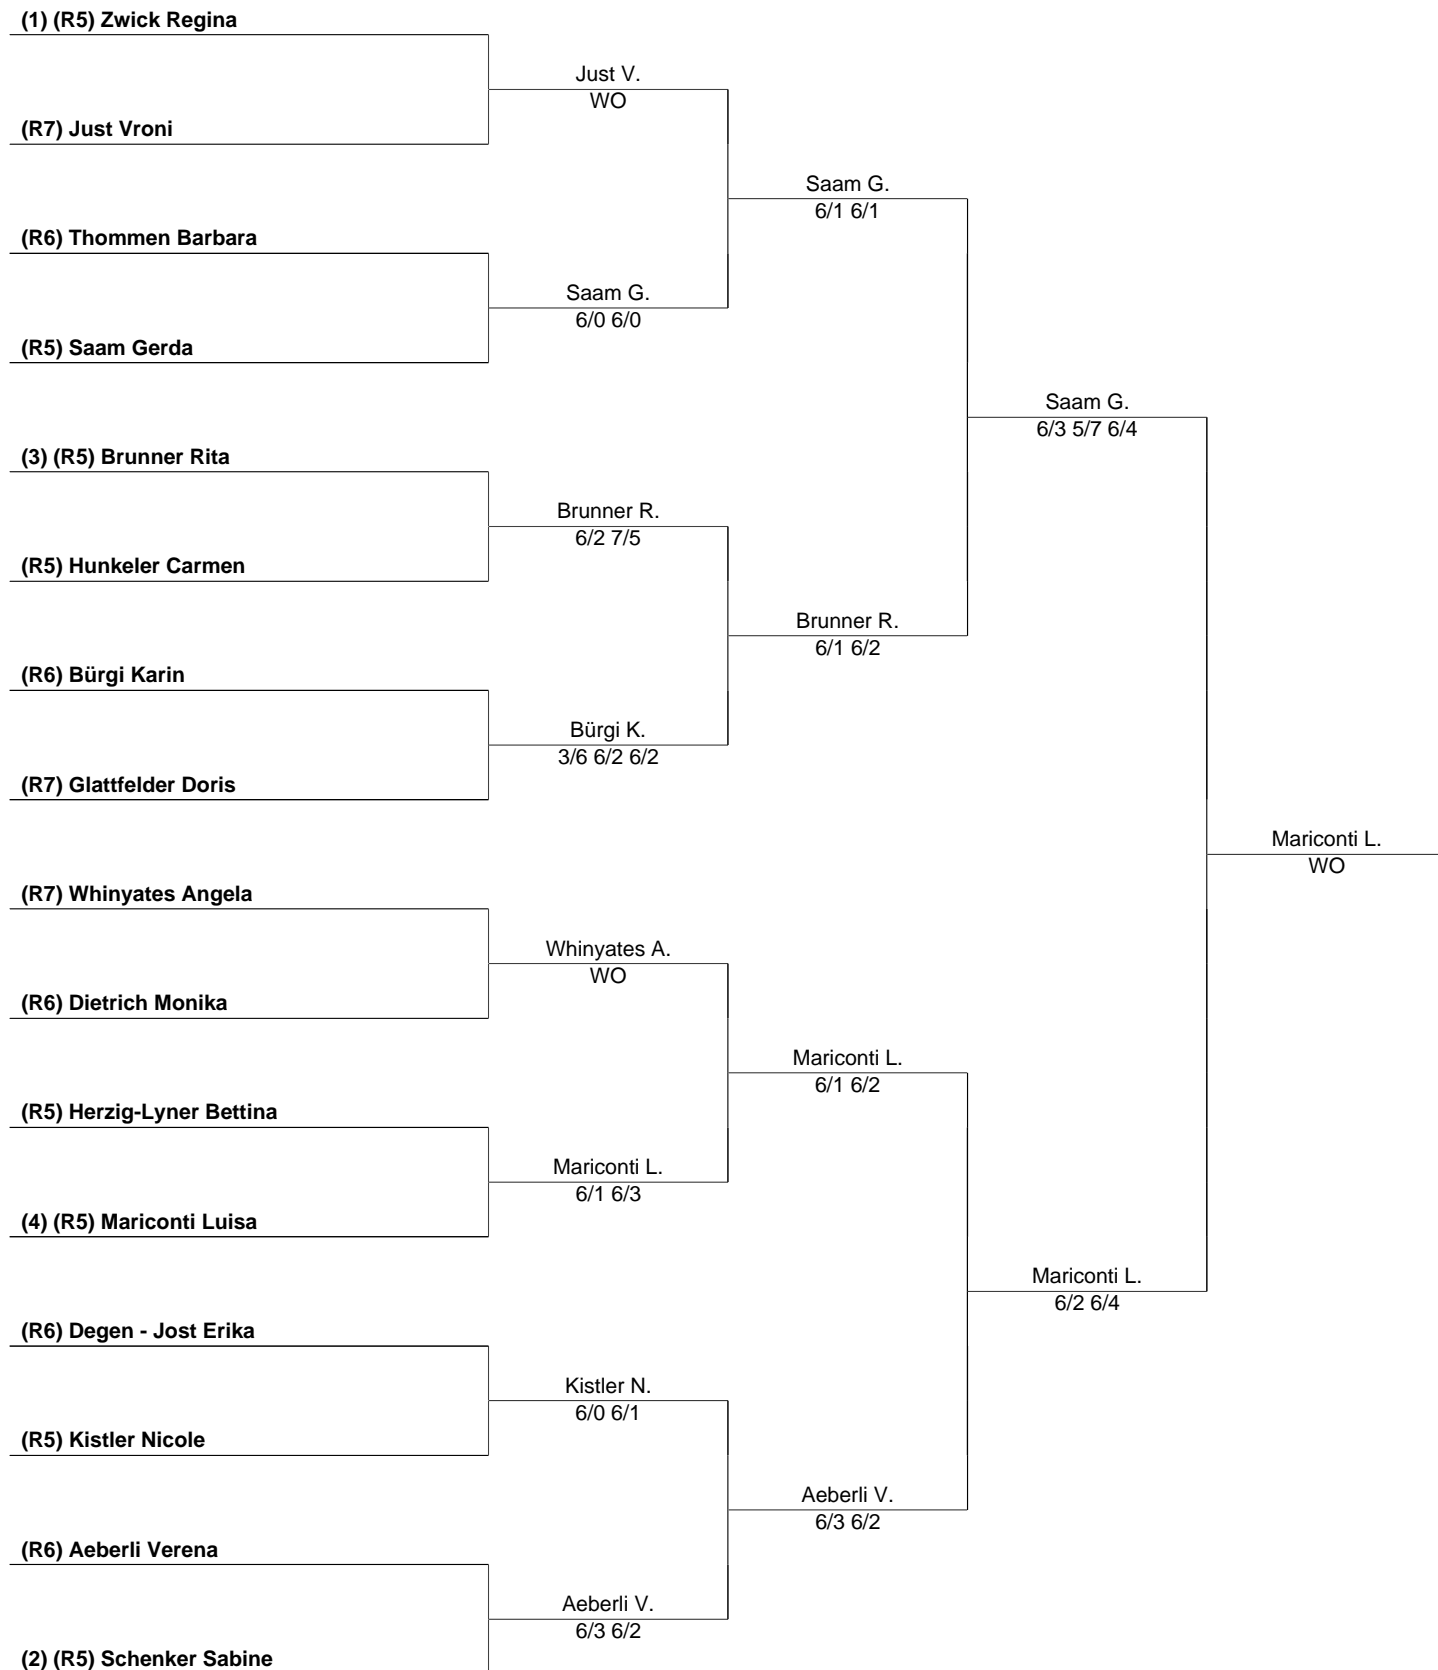 (1) (R5) Zwick Regina
Just V.
WO
(R7) Just Vroni
Saam G.
6/1 6/1
(R6) Thommen Barbara
Saam G.
6/0 6/0
(R5) Saam Gerda
Saam G.
6/3 5/7 6/4
(3) (R5) Brunner Rita
Brunner R.
6/2 7/5
(R5) Hunkeler Carmen
Brunner R.
6/1 6/2
(R6) Bürgi Karin
Bürgi K.
3/6 6/2 6/2
(R7) Glattfelder Doris
Mariconti L.
WO
(R7) Whinyates Angela
Whinyates A.
WO
(R6) Dietrich Monika
Mariconti L.
6/1 6/2
(R5) Herzig-Lyner Bettina
Mariconti L.
6/1 6/3
(4) (R5) Mariconti Luisa
Mariconti L.
6/2 6/4
(R6) Degen - Jost Erika
Kistler N.
6/0 6/1
(R5) Kistler Nicole
Aeberli V.
6/3 6/2
(R6) Aeberli Verena
Aeberli V.
6/3 6/2
(2) (R5) Schenker Sabine